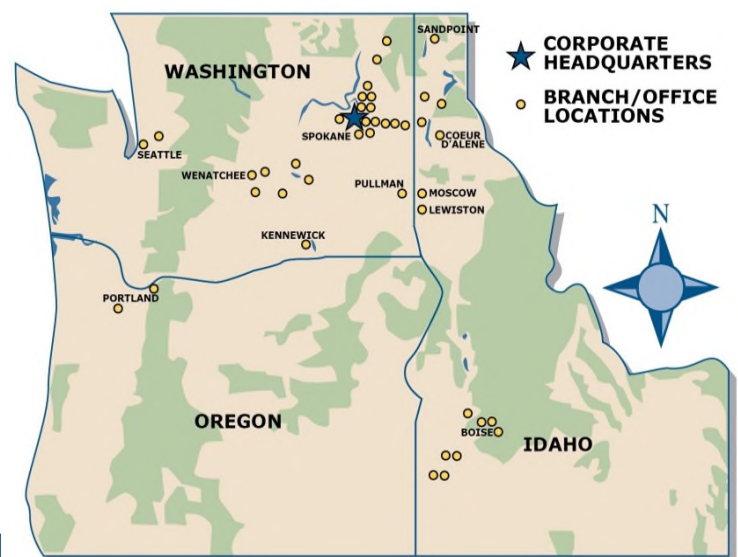 SANDPOINT
CORPORATE
HEADQUARTERS
WASHINGTON
BRANCH/OFFICE
LOCATIONS
SPOKANE
COEUR
D'ALENE
SEATTLE
WENATCHEE
PULLMAN
MOSCOW
LEWISTON
N
KENNEWICK
PORTLAND
OREGON
BOISE
IDAHO